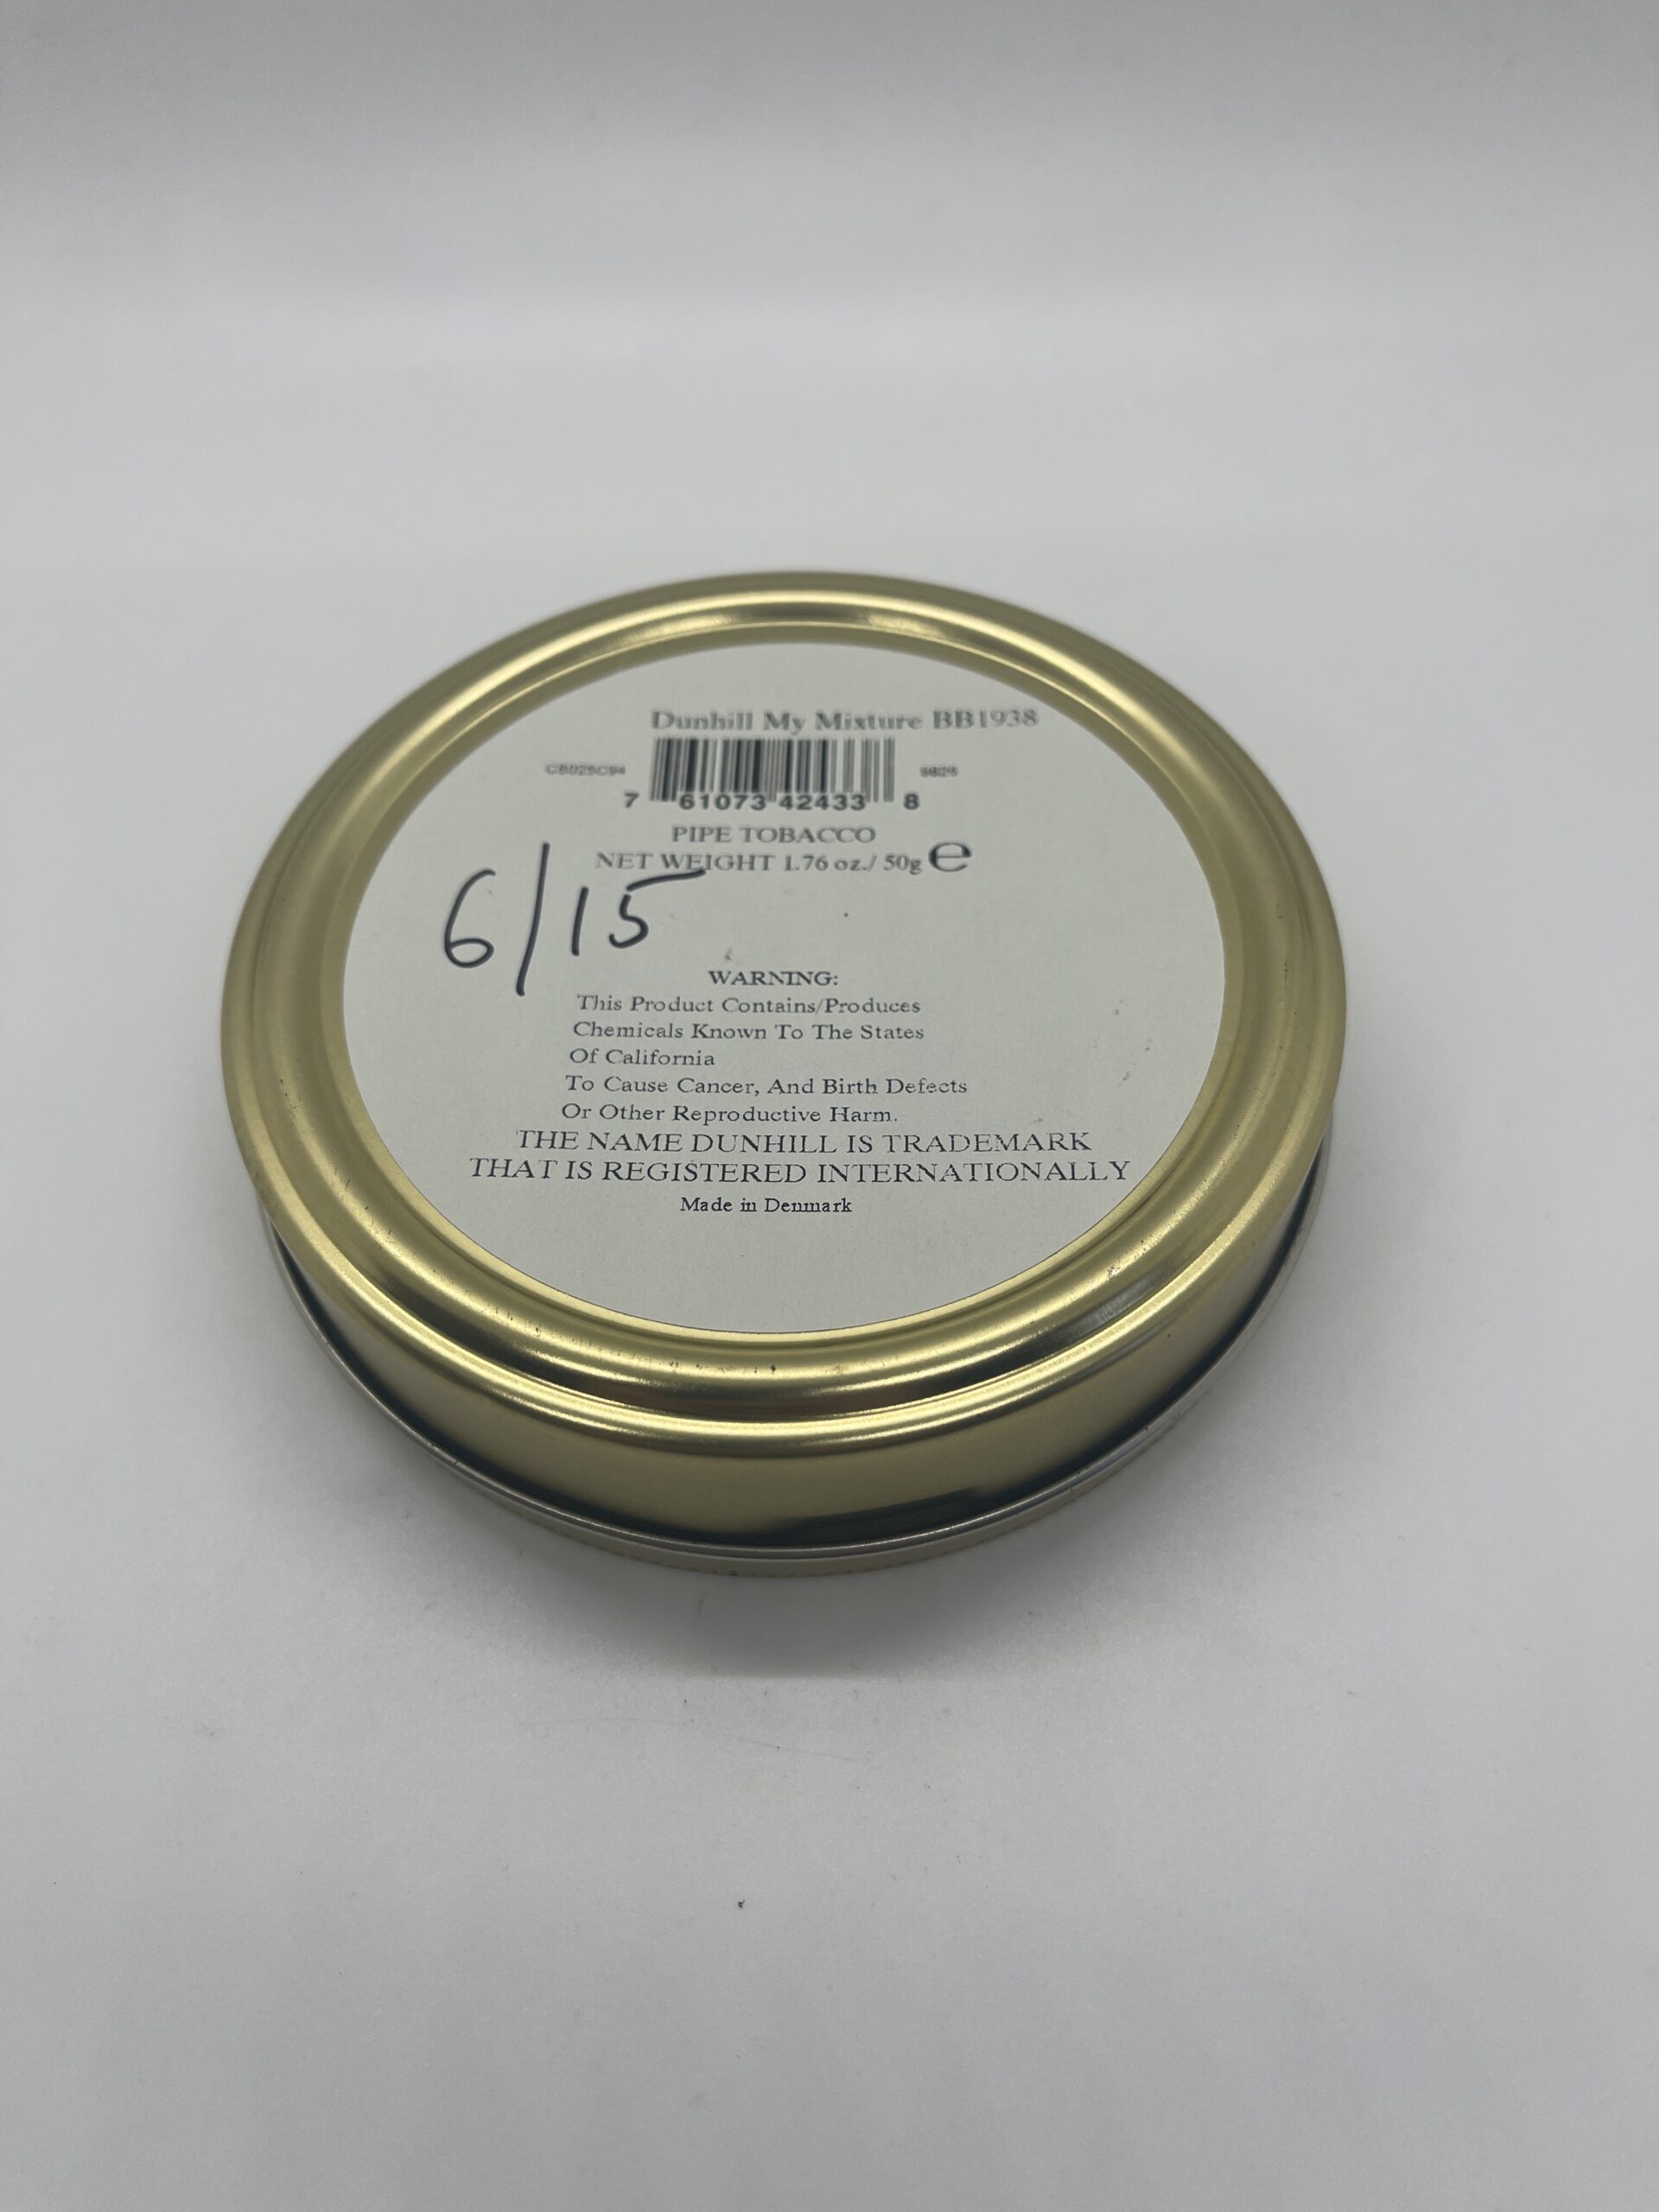 Dunhill My Mixture BB1938
CB025C94
7 61073 42433 8
PIPE TOBACCO
NET WEIGHT 1.76 oz./ 50g e
6/15
WARNING:
This Product Contains/Produces
Chemicals Known To The States
Of California
To Cause Cancer, And Birth Defects
Or Other Reproductive Harm.
THE NAME DUNHILL IS TRADEMARK
THAT IS REGISTERED INTERNATIONALLY
Made in Denmark